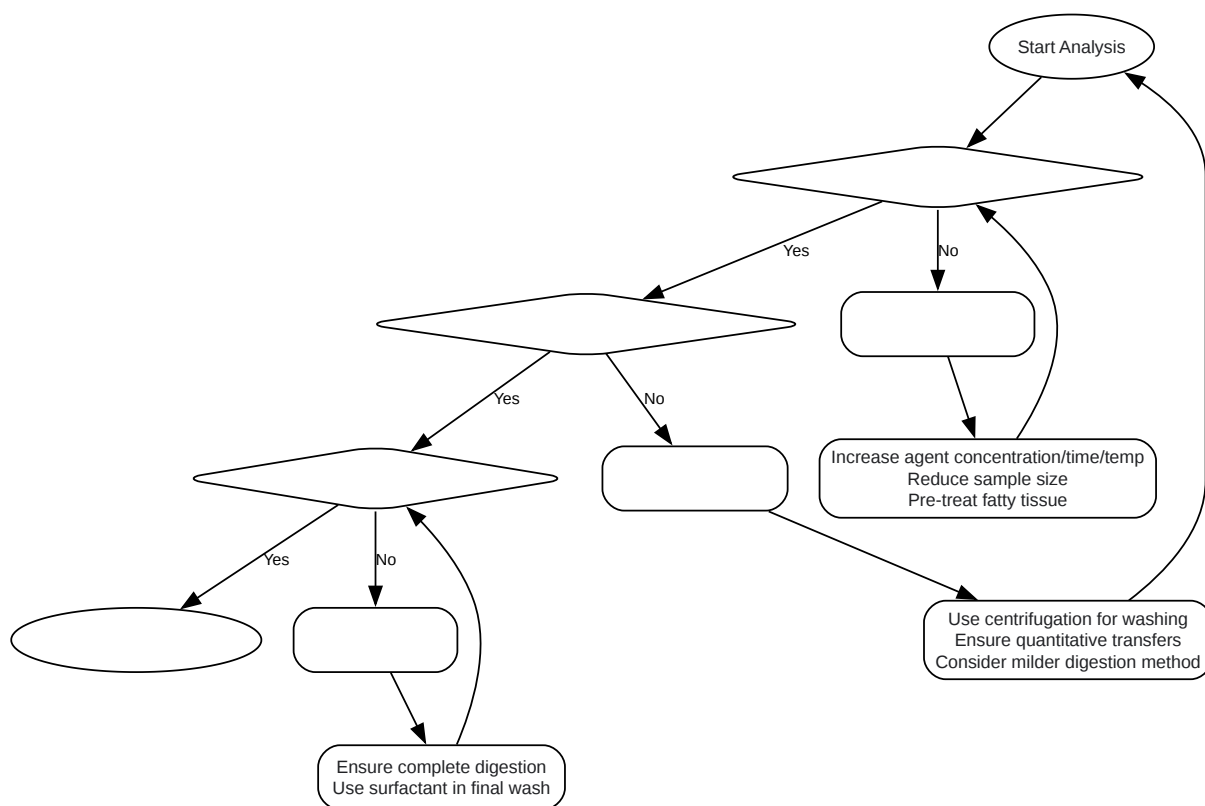 Start Analysis
Yes
No
Yes
No
Increase agent concentration/time/temp
Reduce sample size
Pre-treat fatty tissue
Yes
No
Use centrifugation for washing
Ensure quantitative transfers
Consider milder digestion method
Ensure complete digestion
Use surfactant in final wash